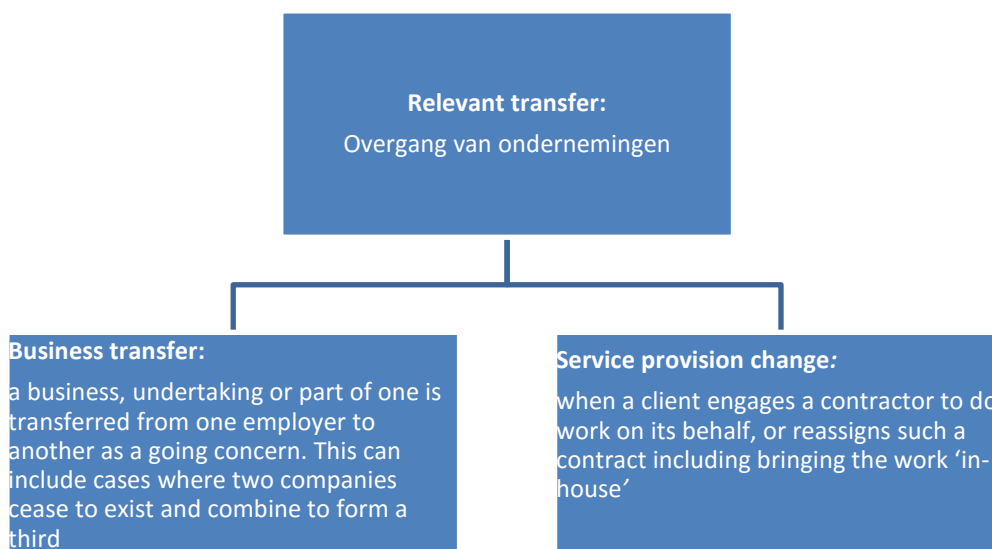 Relevant transfer:
Overgang van ondernemingen
Business transfer:
a business, undertaking or part of one is
transferred from one employer to
another as a going concern. This can
include cases where two companies
cease to exist and combine to form a
third
Service provision change:
when a client engages a contractor to do
work on its behalf, or reassigns such a
contract including bringing the work ‘in-
house’